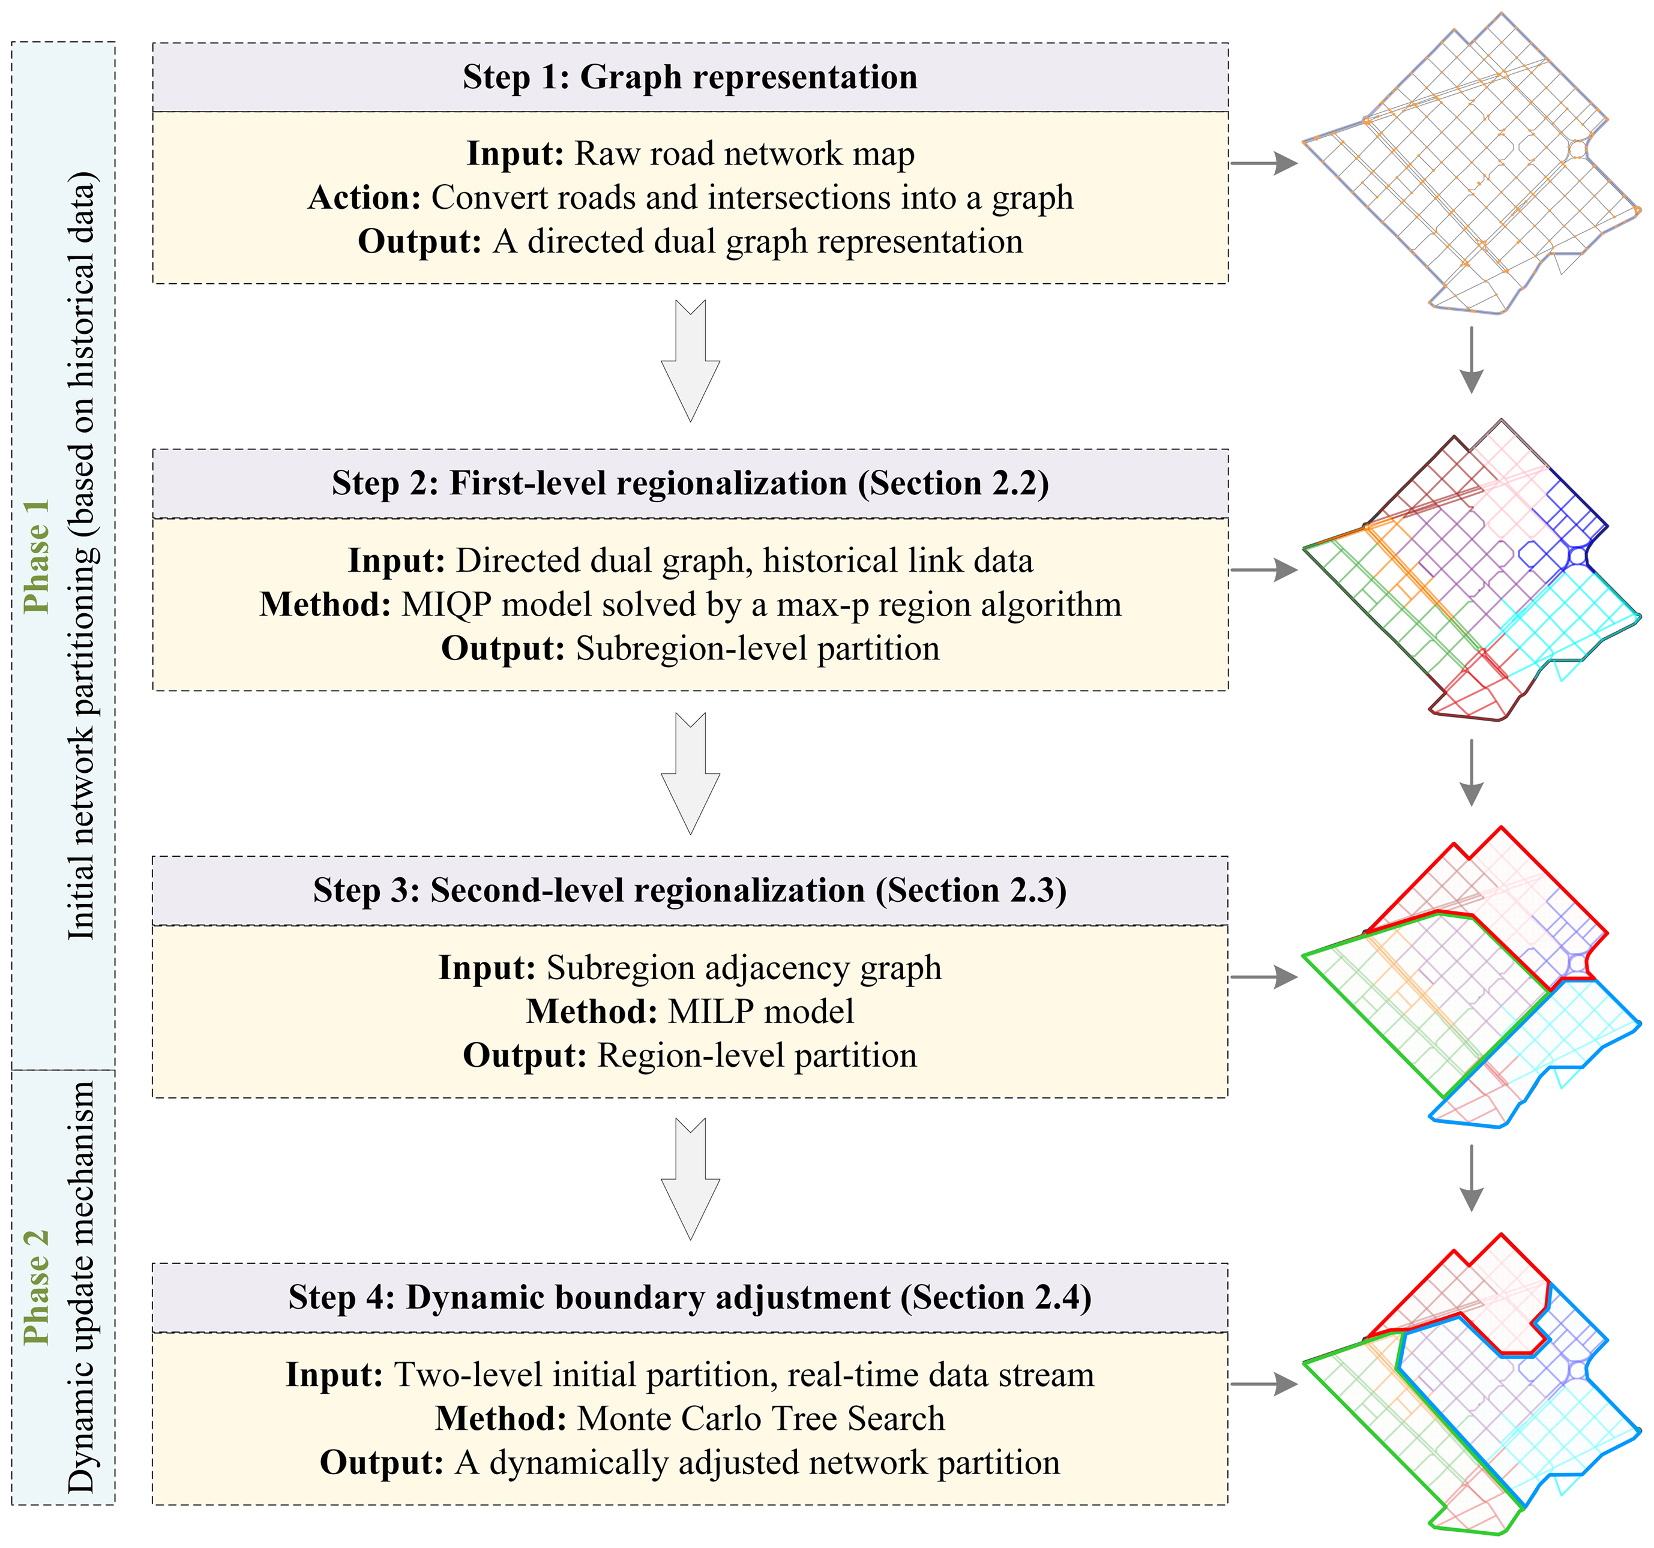 Phase 1
Initial network partitioning (based on historical data)
Step 1: Graph representation
Input: Raw road network map
Action: Convert roads and intersections into a graph
Output: A directed dual graph representation
Step 2: First-level regionalization (Section 2.2)
Input: Directed dual graph, historical link data
Method: MIQP model solved by a max-p region algorithm
Output: Subregion-level partition
Step 3: Second-level regionalization (Section 2.3)
Input: Subregion adjacency graph
Method: MILP model
Output: Region-level partition
Phase 2
Dynamic update mechanism
Step 4: Dynamic boundary adjustment (Section 2.4)
Input: Two-level initial partition, real-time data stream
Method: Monte Carlo Tree Search
Output: A dynamically adjusted network partition